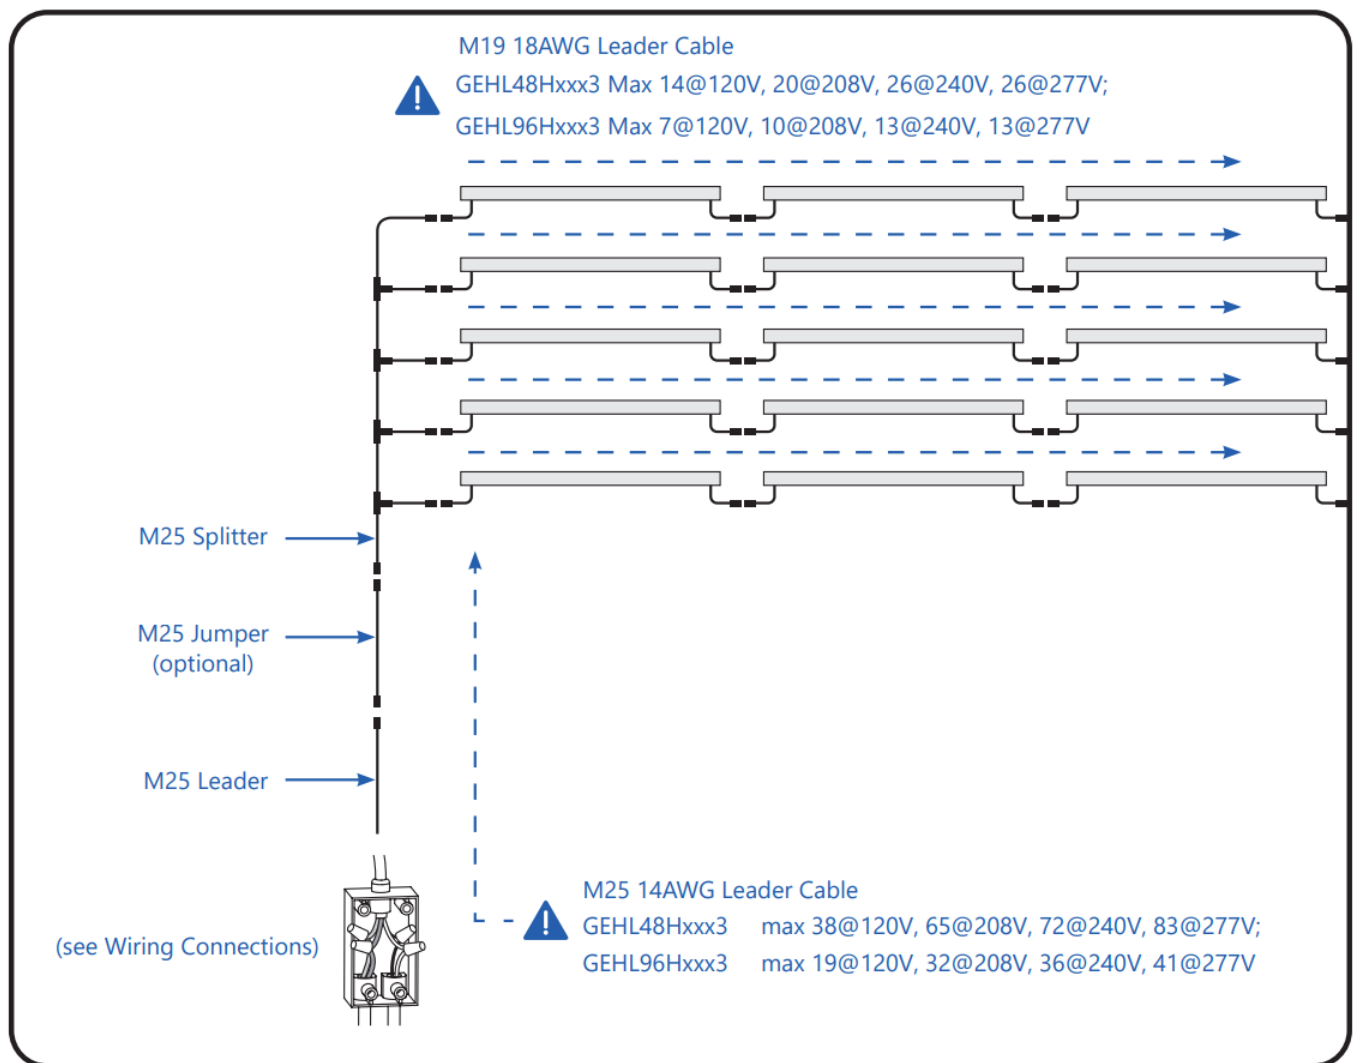 M19 18AWG Leader Cable
GEHL48Hxxx3 Max 14@120V, 20@208V, 26@240V, 26@277V;
GEHL96Hxxx3 Max 7@120V, 10@208V, 13@240V, 13@277V
M25 Splitter
M25 Jumper
(optional)
M25 Leader
(see Wiring Connections)
M25 14AWG Leader Cable
GEHL48Hxxx3 max 38@120V, 65@208V, 72@240V, 83@277V;
GEHL96Hxxx3 max 19@120V, 32@208V, 36@240V, 41@277V